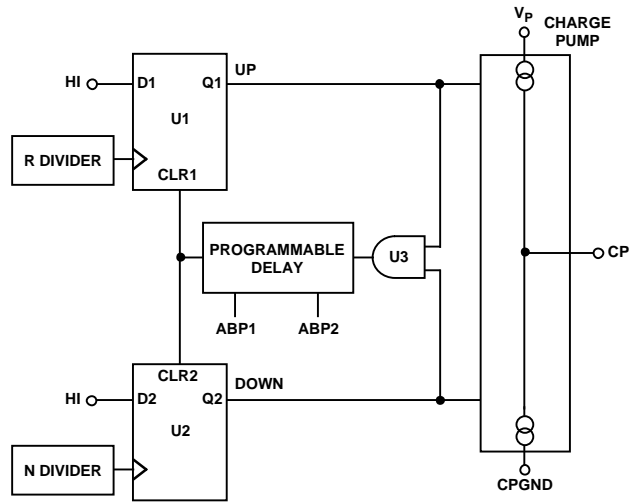 VP
CHARGE
PUMP
UP
HI
D1
Q1
U1
R DIVIDER
CLR1
PROGRAMMABLE
DELAY
U3
CP
ABP1
ABP2
CLR2
DOWN
HI
D2
Q2
U2
N DIVIDER
CPGND